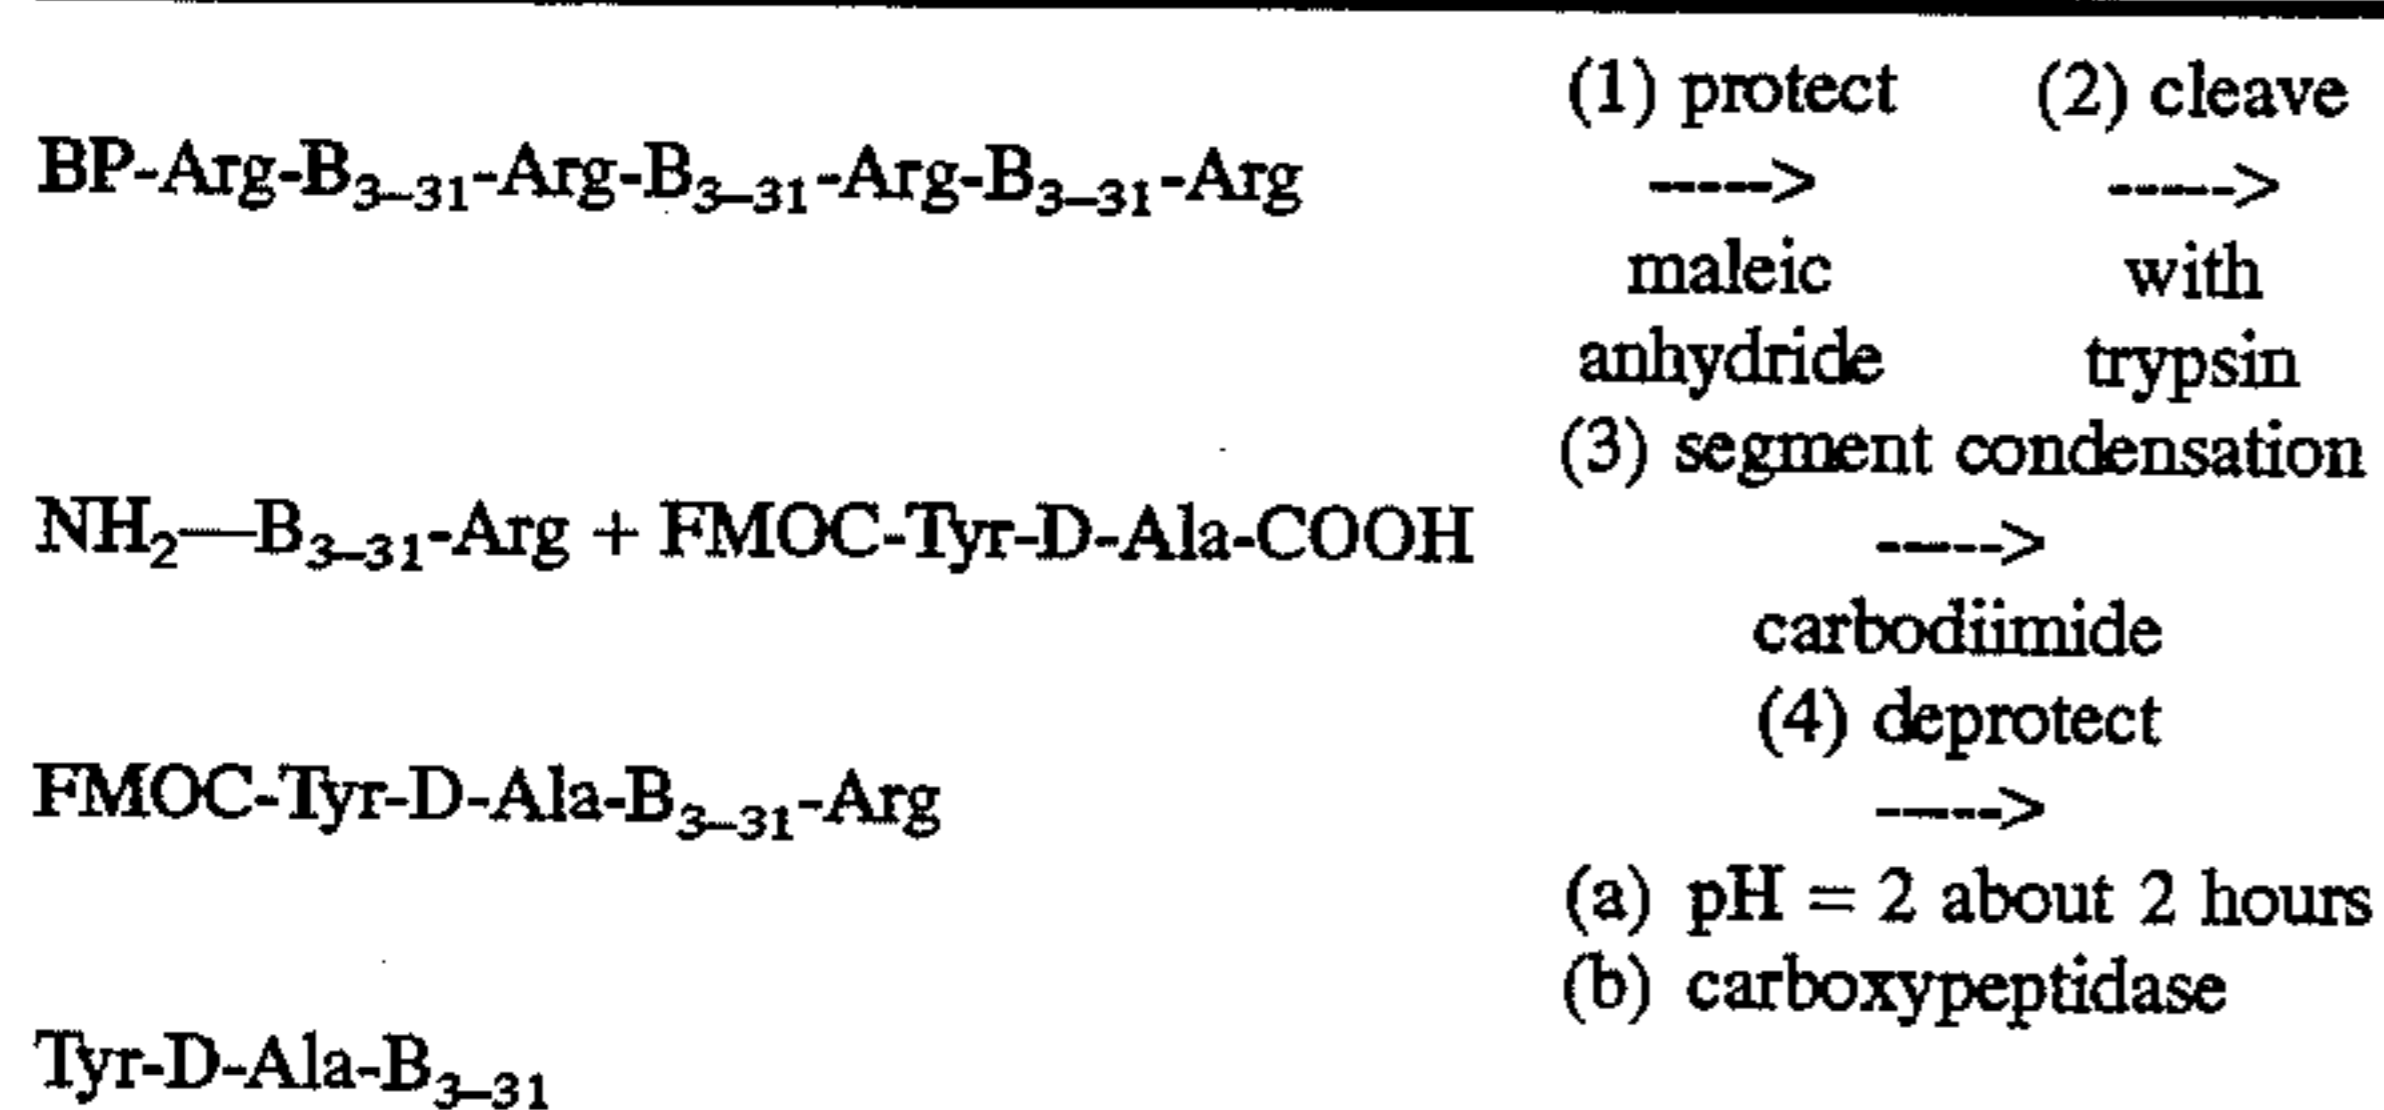 (1) protect (2) cleave
BP-Arg-B3–31-Arg-B3–31-Arg-B3–31-Arg -----> ----->
maleic with
anhydride trypsin
(3) segment condensation
NH2—B3–31-Arg + FMOC-Tyr-D-Ala-COOH ----->
carbodiimide
(4) deprotect
FMOC-Tyr-D-Ala-B3–31-Arg ----->
(a) pH = 2 about 2 hours
(b) carboxypeptidase
Tyr-D-Ala-B3–31